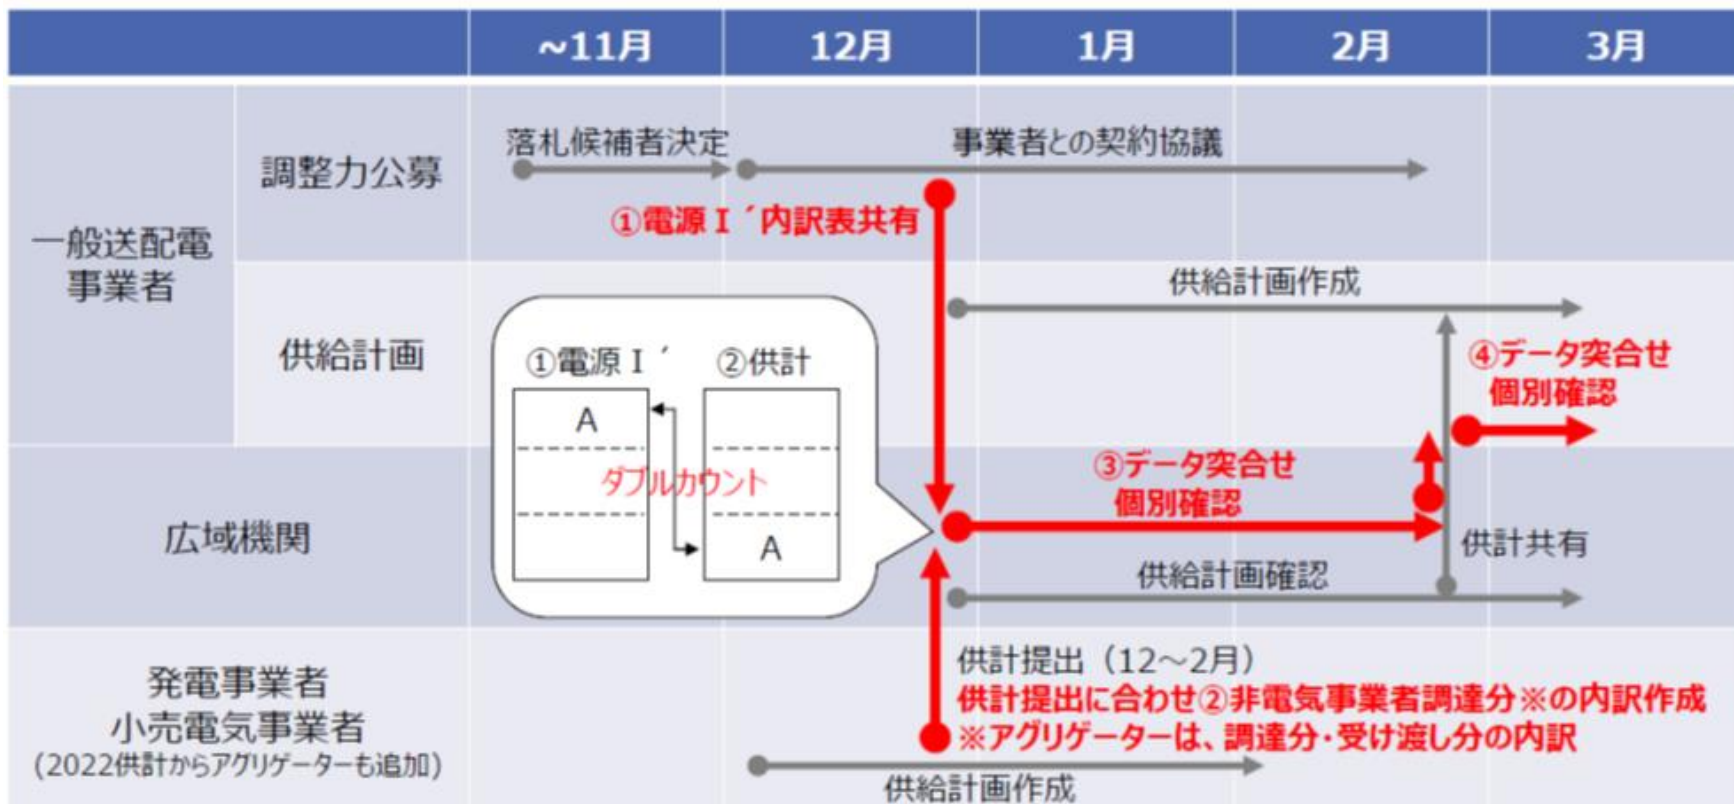 ~11月
12月
1月
2月
3月
一般送配電
事業者
調整力公募
落札候補者決定
事業者との契約協議
①電源Ⅰ´内訳表共有
供給計画
供給計画作成
①電源Ⅰ´
②供計
A
ダブルカウント
A
④データ突合せ
個別確認
広域機関
③データ突合せ
個別確認
供計共有
供給計画確認
発電事業者
小売電気事業者
(2022供計からアグリゲーターも追加)
供計提出（12～2月）
供計提出に合わせ②非電気事業者調達分※の内訳作成
※アグリゲーターは、調達分・受け渡し分の内訳
供給計画作成